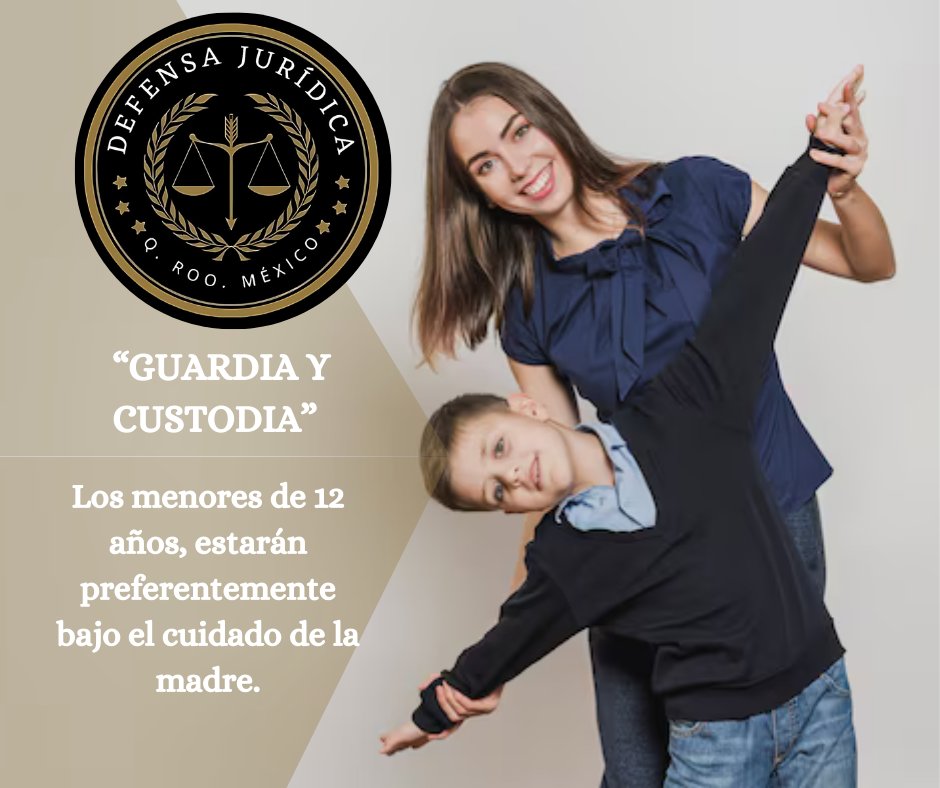 DEFENSA JURÍDICA
Q. ROO. MÉXICO
“GUARDIA Y
CUSTODIA”
Los menores de 12
años, estarán
preferentemente
bajo el cuidado de la
madre.